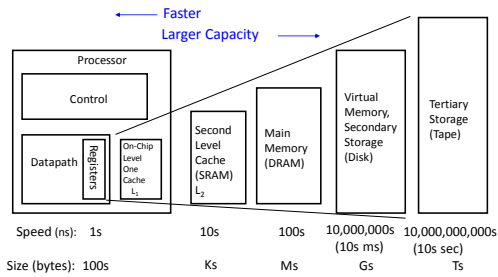 Faster
Larger Capacity
Processor
Control
Datapath
Registers
On-Chip
Level
One
Cache
L1
Second
Level
Cache
(SRAM)
L2
Main
Memory
(DRAM)
Virtual
Memory,
Secondary
Storage
(Disk)
Tertiary
Storage
(Tape)
Speed (ns): 1s 10s 100s 10,000,000s 10,000,000,000s
(10s ms) (10s sec)
Size (bytes): 100s Ks Ms Gs Ts